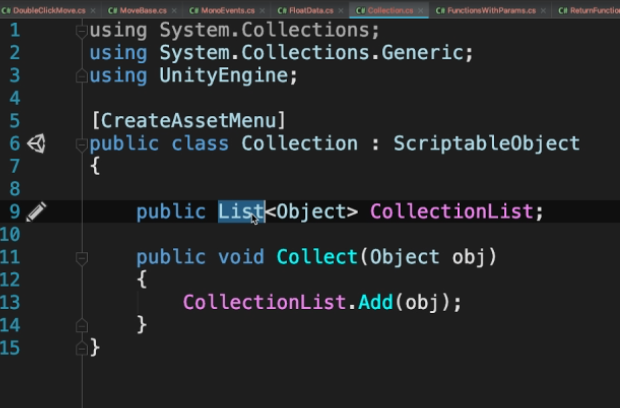 C# DoubleClickMove.cs × C# MoveBase.cs × C# MonoEvents.cs × C# FloatData.cs × C# Collection.cs × C# FunctionsWithParams.cs × C# ReturnFunction
1 using System.Collections;
2 using System.Collections.Generic;
3 using UnityEngine;
4
5 [CreateAssetMenu]
6 public class Collection : ScriptableObject
7 {
8
9 public List<Object> CollectionList;
10
11 public void Collect(Object obj)
12 {
13 CollectionList.Add(obj);
14 }
15 }